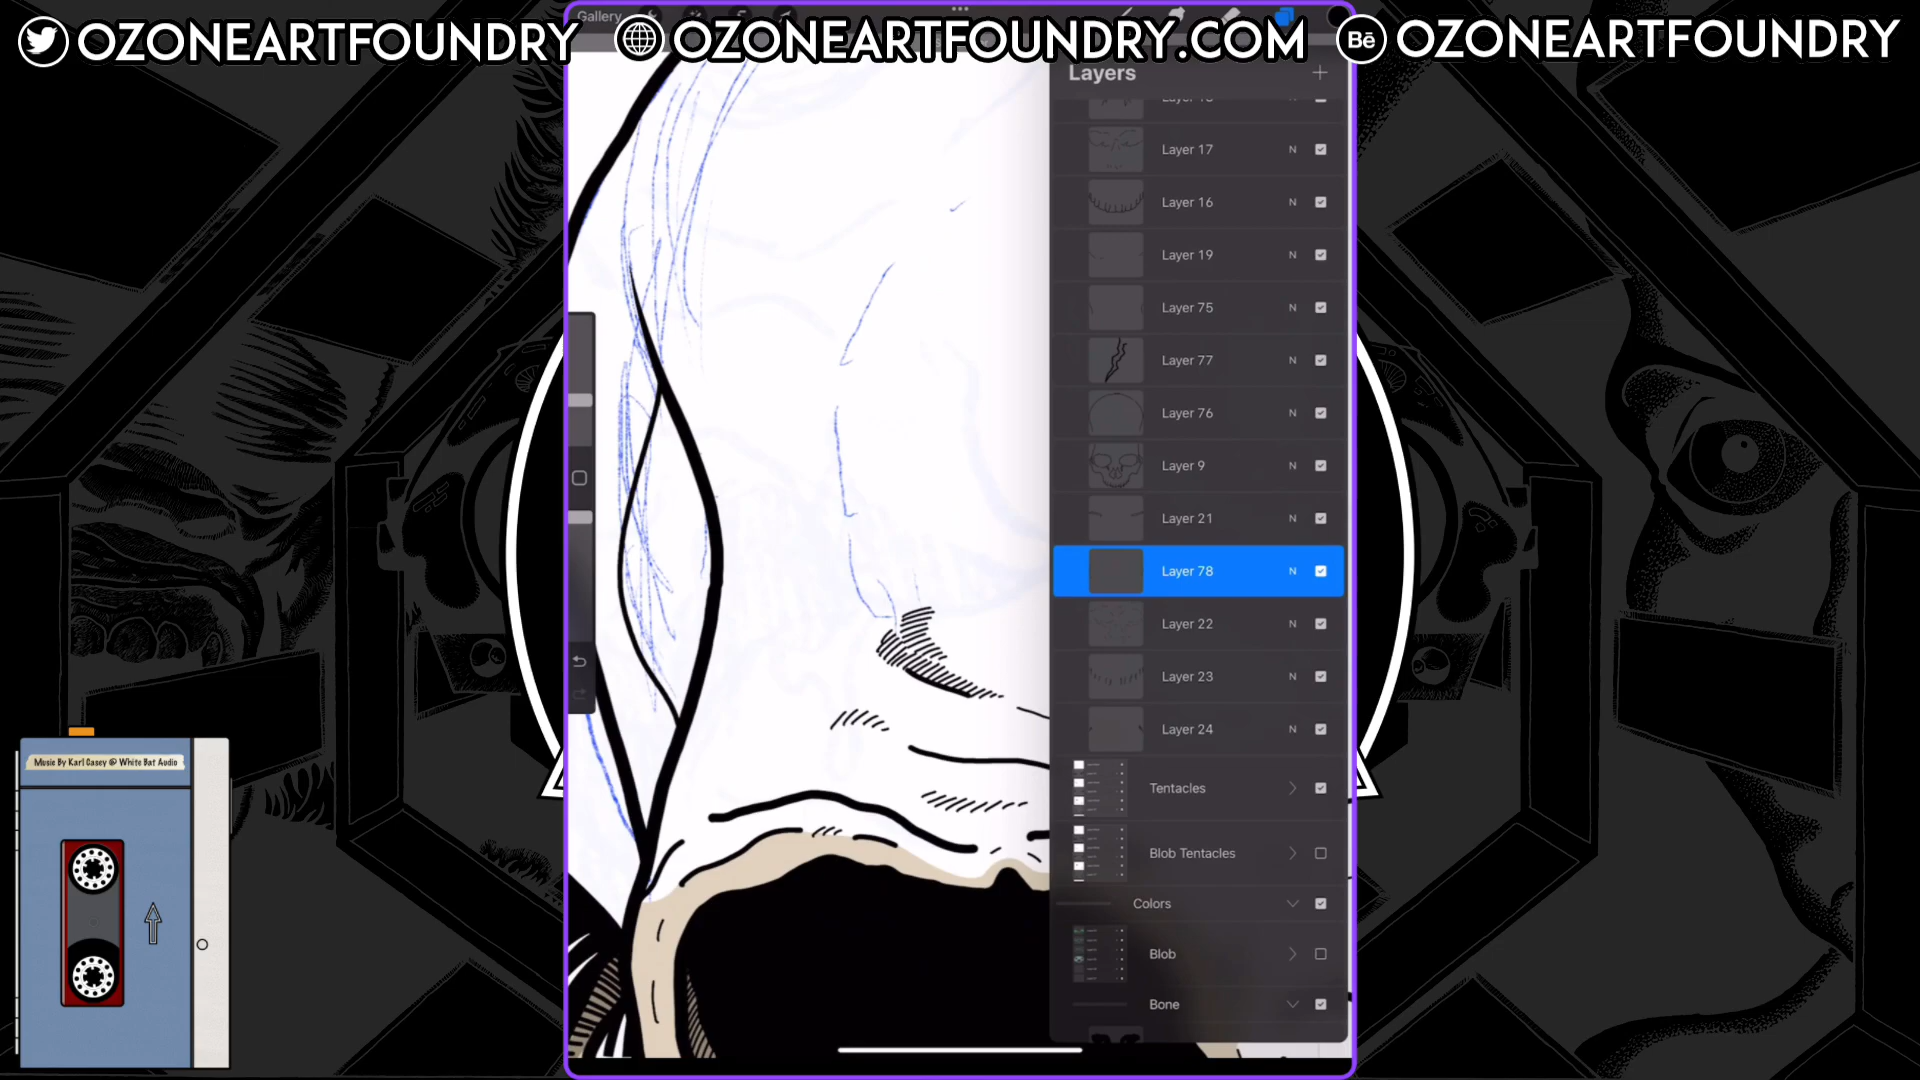 OZONEARTFOUNDRY
OZONEARTFOUNDRY.COM
Bē OZONEARTFOUNDRY
Gallery
Layers +
Layer 17 N
Layer 16 N
Layer 19 N
Layer 75 N
Layer 77 N
Layer 76 N
Layer 9 N
Layer 21 N
Layer 78 N
Layer 22 N
Layer 23 N
Layer 24 N
Tentacles
Blob Tentacles
Colors
Blob
Bone
Music By Karl Casey @ White Bat Audio